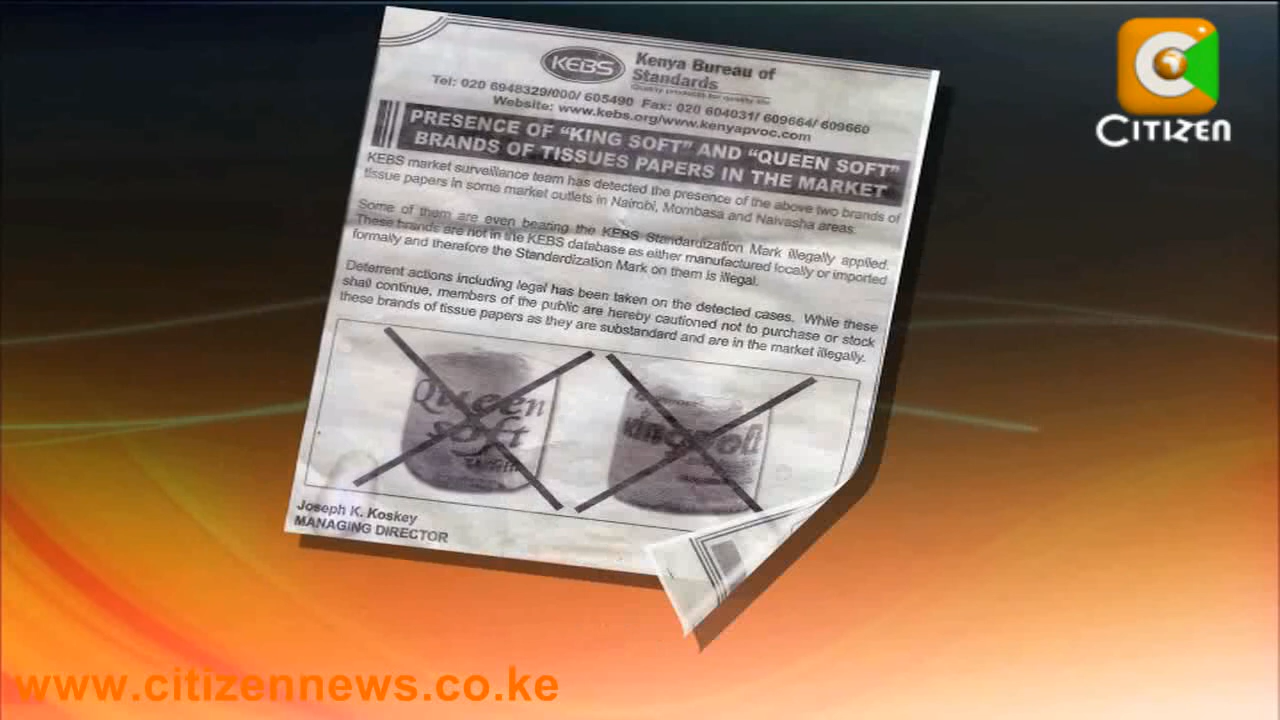 KEBS
Kenya Bureau of
Standards
Quality products for quality life
Tel: 020 6948329/000/ 605490 Fax: 020 604031/ 609664/ 609660
Website: www.kebs.org/www.kenyapvoc.com
PRESENCE OF “KING SOFT” AND “QUEEN SOFT”
BRANDS OF TISSUES PAPERS IN THE MARKET
KEBS market surveillance team has detected the presence of the above two brands of
tissue papers in some market outlets in Nairobi, Mombasa and Naivasha areas.
Some of them are even bearing the KEBS Standardization Mark illegally applied.
These brands are not in the KEBS database as either manufactured locally or imported
formally and therefore the Standardization Mark on them is illegal.
Deterrent actions including legal has been taken on the detected cases. While these
shall continue, members of the public are hereby cautioned not to purchase or stock
these brands of tissue papers as they are substandard and are in the market illegally.
Queen
soft
Joseph K. Koskey
MANAGING DIRECTOR
CITIZEN
www.citizennews.co.ke